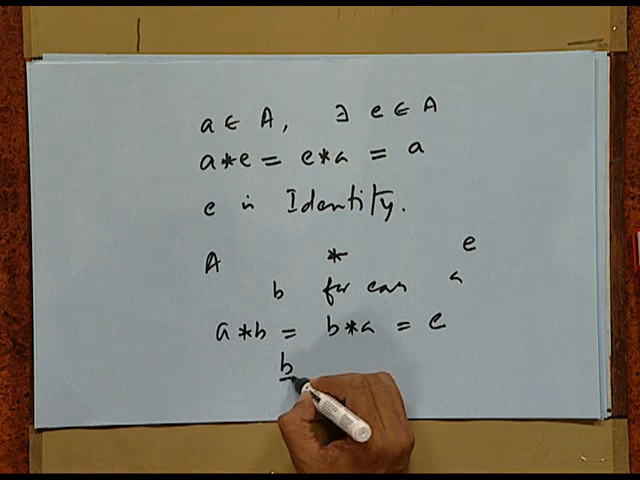 a ∈ A, ∃ e ∈ A
a * e = e * a = a
e is Identity.
A * e
b for each a
a * b = b * a = e
b